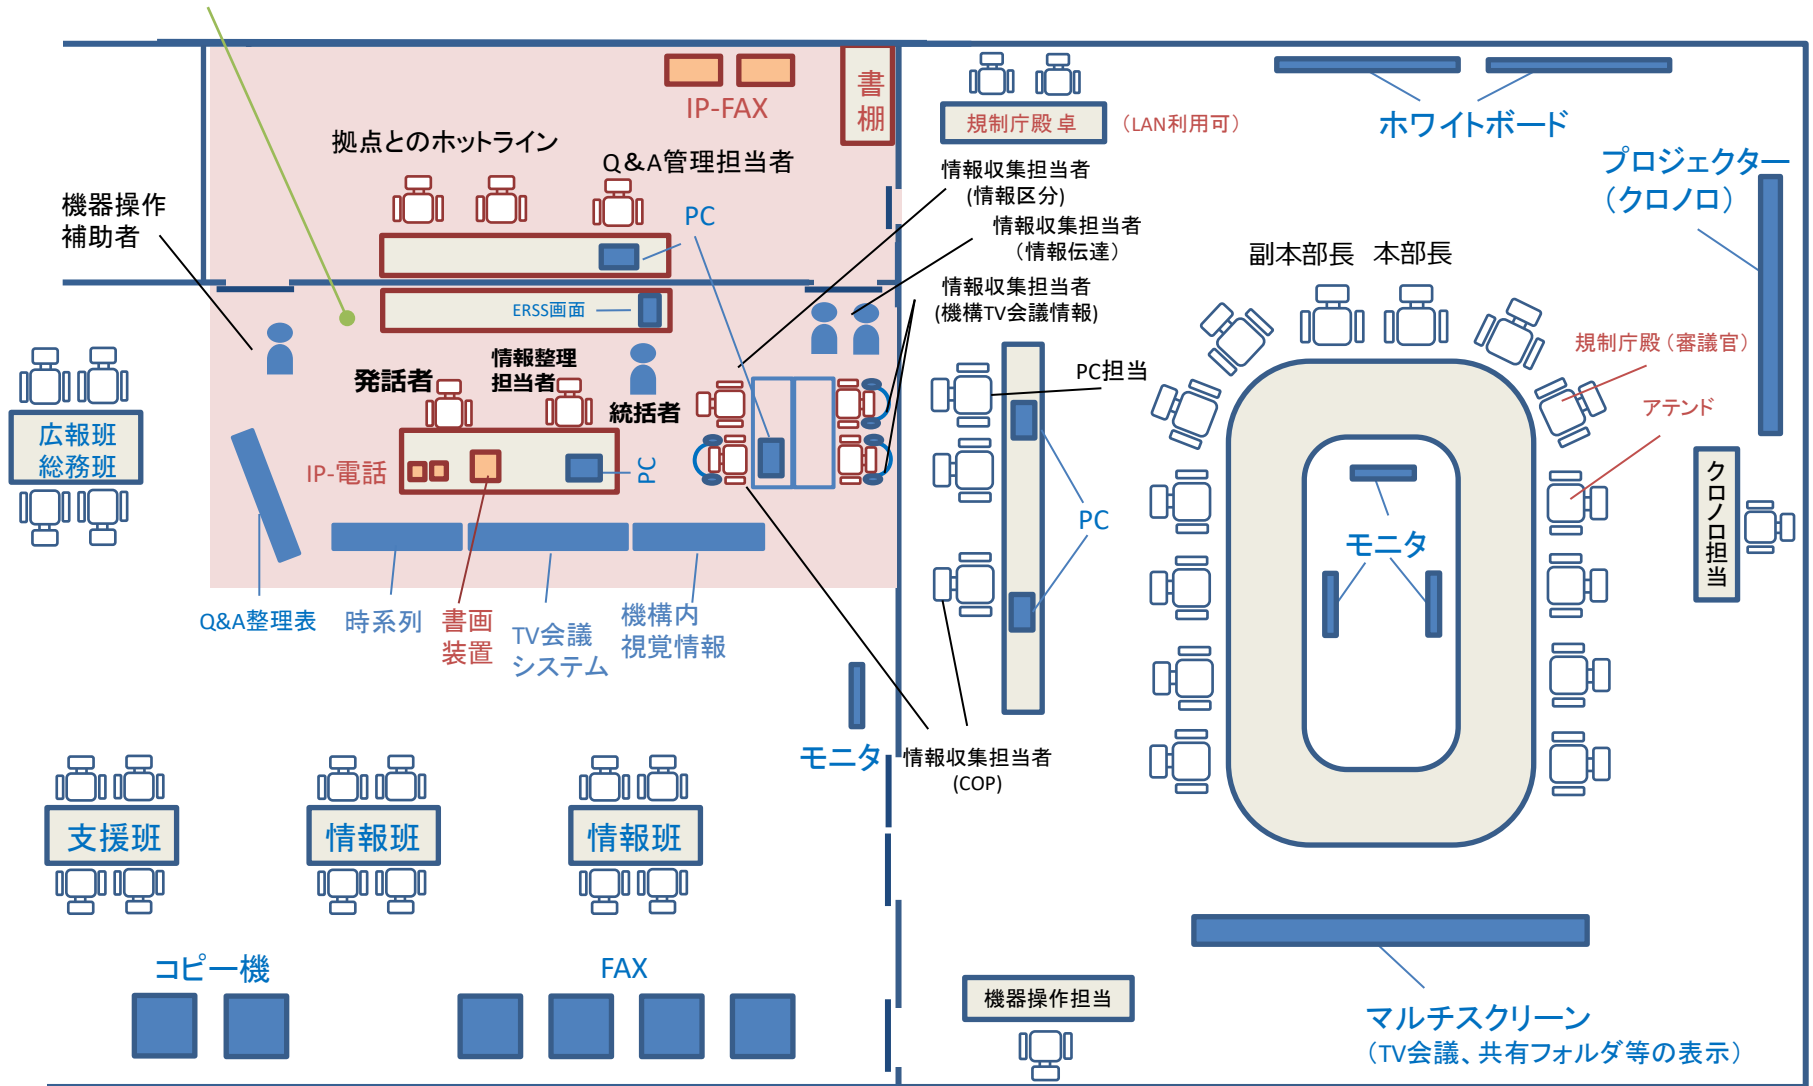 IP-FAX
書
棚
拠点とのホットライン
Q&A管理担当者
PC
機器操作
補助者
ERSS画面
発話者
情報整理
担当者
統括者
IP-電話
PC
広報班
総務班
Q&A整理表
時系列
書画
装置
TV会議
システム
機構内
視覚情報
モニタ
支援班
情報班
情報班
コピー機
FAX
規制庁殿 卓
（LAN利用可）
情報収集担当者
(情報区分)
情報収集担当者
（情報伝達）
情報収集担当者
(機構TV会議情報)
PC担当
PC
情報収集担当者
(COP)
ホワイトボード
プロジェクター
（クロノロ）
副本部長
本部長
規制庁殿（審議官）
アテンド
モニタ
クロノロ担当
機器操作担当
マルチスクリーン
（TV会議、共有フォルダ等の表示）